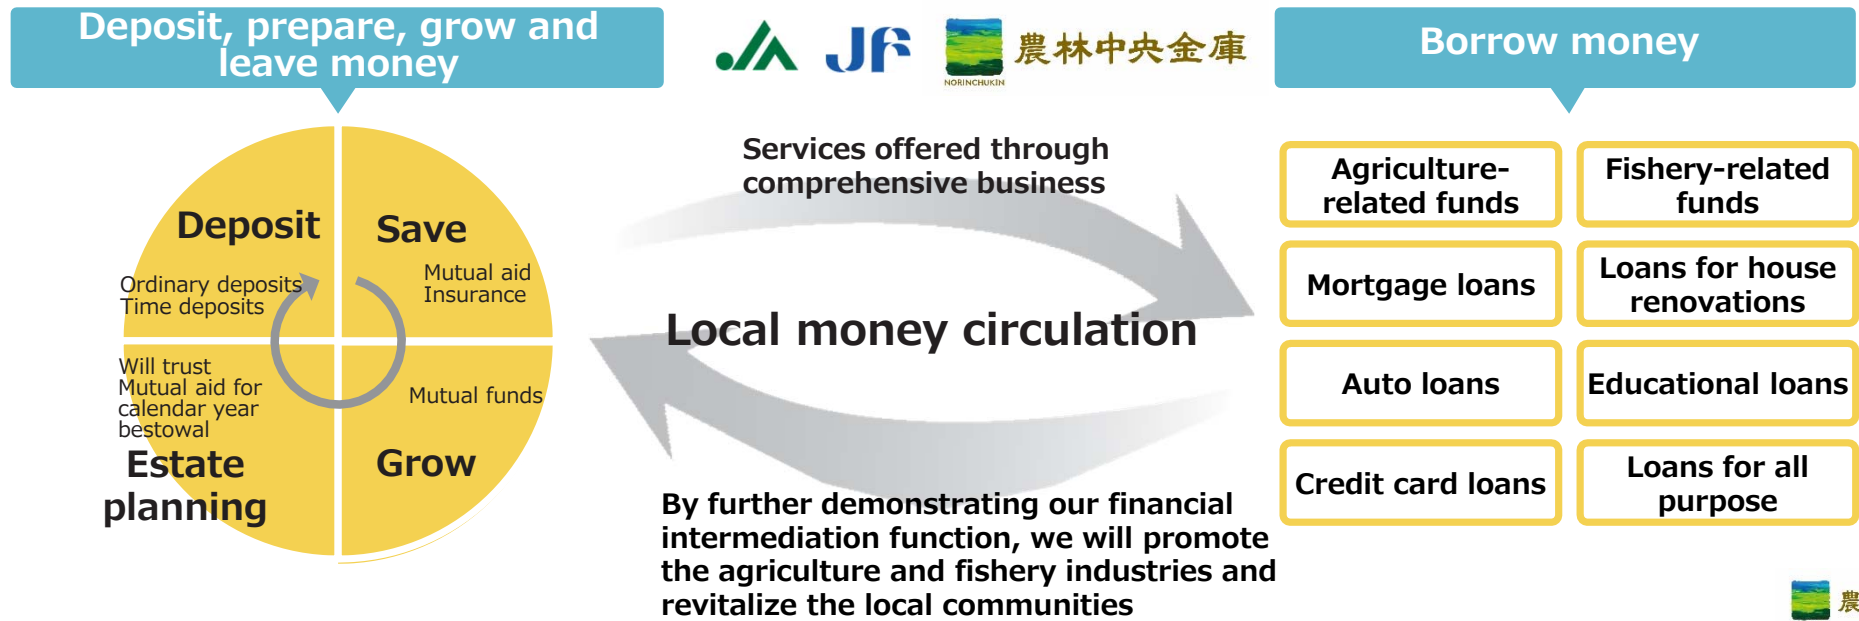 Deposit, prepare, grow and
leave money
JA
JF
NORINCHUKIN
農林中央金庫
Borrow money
Services offered through
comprehensive business
Deposit
Ordinary deposits
Time deposits
Save
Mutual aid
Insurance
Will trust
Mutual aid for
calendar year
bestowal
Estate
planning
Mutual funds
Grow
Local money circulation
By further demonstrating our financial
intermediation function, we will promote
the agriculture and fishery industries and
revitalize the local communities
Agriculture-
related funds
Fishery-related
funds
Mortgage loans
Loans for house
renovations
Auto loans
Educational loans
Credit card loans
Loans for all
purpose
農